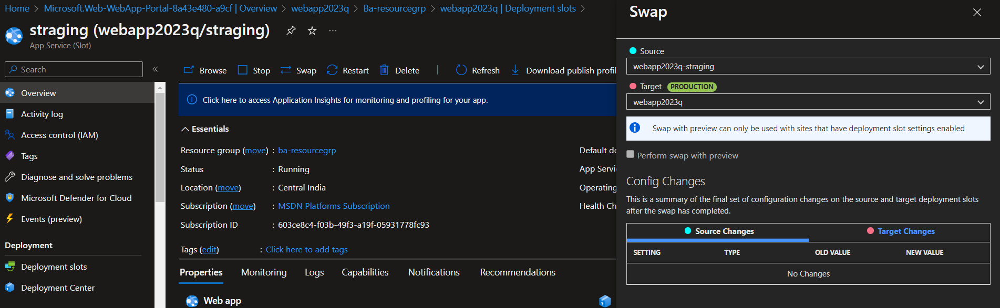 Home > Microsoft.Web-WebApp-Portal-8a43e480-a9cf | Overview > webapp2023q > Ba-resourcegrp > webapp2023q | Deployment slots >
straging (webapp2023q/straging)
App Service (Slot)
Search
Overview
Activity log
Access control (IAM)
Tags
Diagnose and solve problems
Microsoft Defender for Cloud
Events (preview)
Deployment
Deployment slots
Deployment Center
Browse Stop Swap Restart Delete Refresh Download publish profil
Click here to access Application Insights for monitoring and profiling for your app.
Essentials
Resource group (move) : ba-resourcegrp
Status : Running
Location (move) : Central India
Subscription (move) : MSDN Platforms Subscription
Subscription ID : 603ce8c4-f03b-49f3-a19f-05931778fc93
Default do
App Servi
Operating
Health Ch
Tags (edit) : Click here to add tags
Properties Monitoring Logs Capabilities Notifications Recommendations
Web app
Swap
Source
webapp2023q-straging
Target PRODUCTION
webapp2023q
Swap with preview can only be used with sites that have deployment slot settings enabled
Perform swap with preview
Config Changes
This is a summary of the final set of configuration changes on the source and target deployment slots
after the swap has completed.
Source Changes Target Changes
SETTING TYPE OLD VALUE NEW VALUE
No Changes